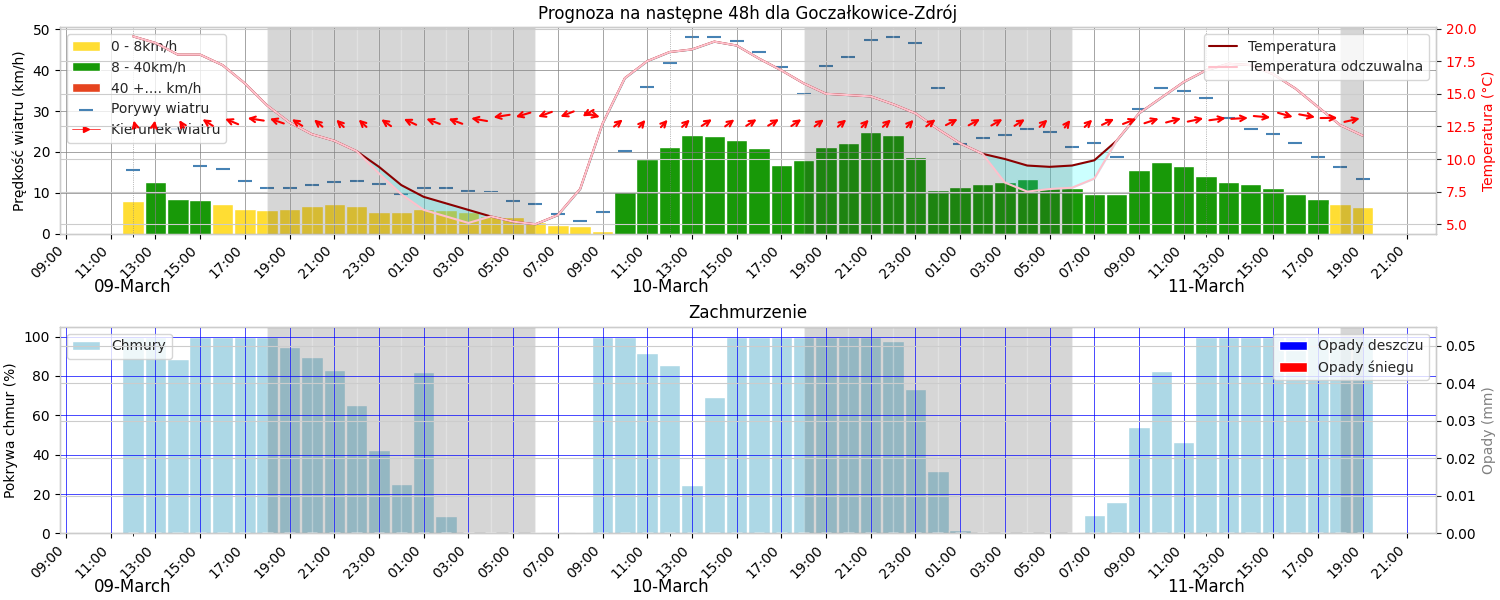 Prognoza na następne 48h dla Goczałkowice-Zdrój
Prędkość wiatru (km/h)
50
40
30
20
10
0
0 - 8km/h
8 - 40km/h
40 +.... km/h
Porywy wiatru
Kierunek wiatru
Temperatura
Temperatura odczuwalna
20.0
17.5
15.0
12.5
10.0
7.5
5.0
Temperatura (°C)
09:00 11:00 13:00 15:00 17:00 19:00 21:00 23:00 01:00 03:00 05:00 07:00 09:00 11:00 13:00 15:00 17:00 19:00 21:00 23:00 01:00 03:00 05:00 07:00 09:00 11:00 13:00 15:00 17:00 19:00 21:00
09-March 10-March 11-March
Zachmurzenie
Pokrywa chmur (%)
100
80
60
40
20
0
Chmury
Opady deszczu
Opady śniegu
0.05
0.04
0.03
0.02
0.01
0.00
Opady (mm)
09:00 11:00 13:00 15:00 17:00 19:00 21:00 23:00 01:00 03:00 05:00 07:00 09:00 11:00 13:00 15:00 17:00 19:00 21:00 23:00 01:00 03:00 05:00 07:00 09:00 11:00 13:00 15:00 17:00 19:00 21:00
09-March 10-March 11-March